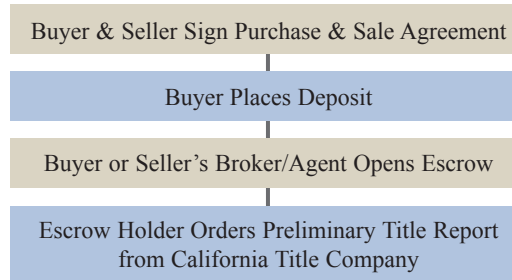 Buyer & Seller Sign Purchase & Sale Agreement
Buyer Places Deposit
Buyer or Seller’s Broker/Agent Opens Escrow
Escrow Holder Orders Preliminary Title Report
from California Title Company